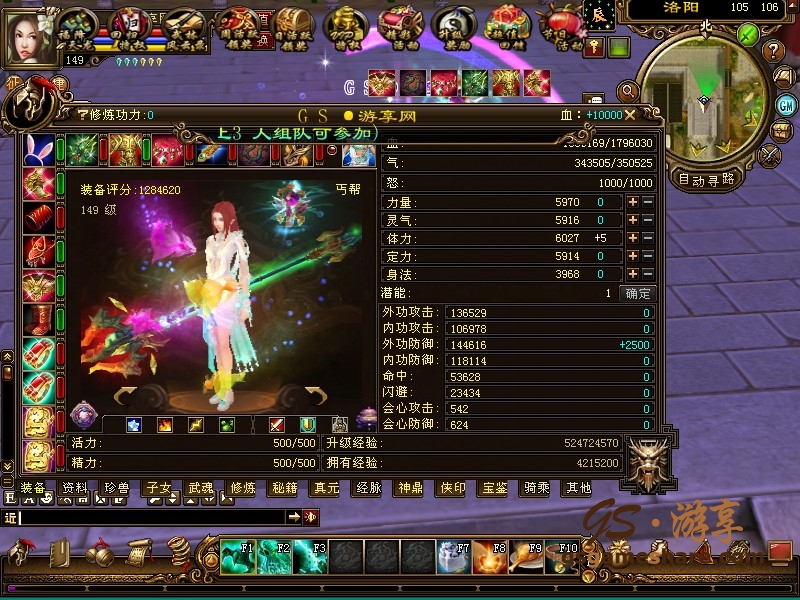 洛阳 105 106
辰
北
149
GM
自动寻路
修炼功力:0
GS●游享网
血: +10000
上3 人组队可参加)
装备评分:1284620
丐帮
149 级
气: 343505/350525
怒: 1000/1000
力量: 5970 0
灵气: 5916 0
体力: 6027 +5
定力: 5914 0
身法: 3968 0
潜能: 1 确定
外功攻击: 136529 0
内功攻击: 106978 0
外功防御: 144616 +2500
内功防御: 118114 0
命中: 53628 0
闪避: 23434 0
会心攻击: 542 0
会心防御: 624 0
活力: 500/500 升级经验: 524724570
精力: 500/500 拥有经验: 4215200
装备 资料 珍兽 子女 武魂 修炼 秘籍 真元 经脉 神鼎 侠印 宝鉴 骑乘 其他
近
GS·游享
F1 F2 F3 F7 F8 F9 F10